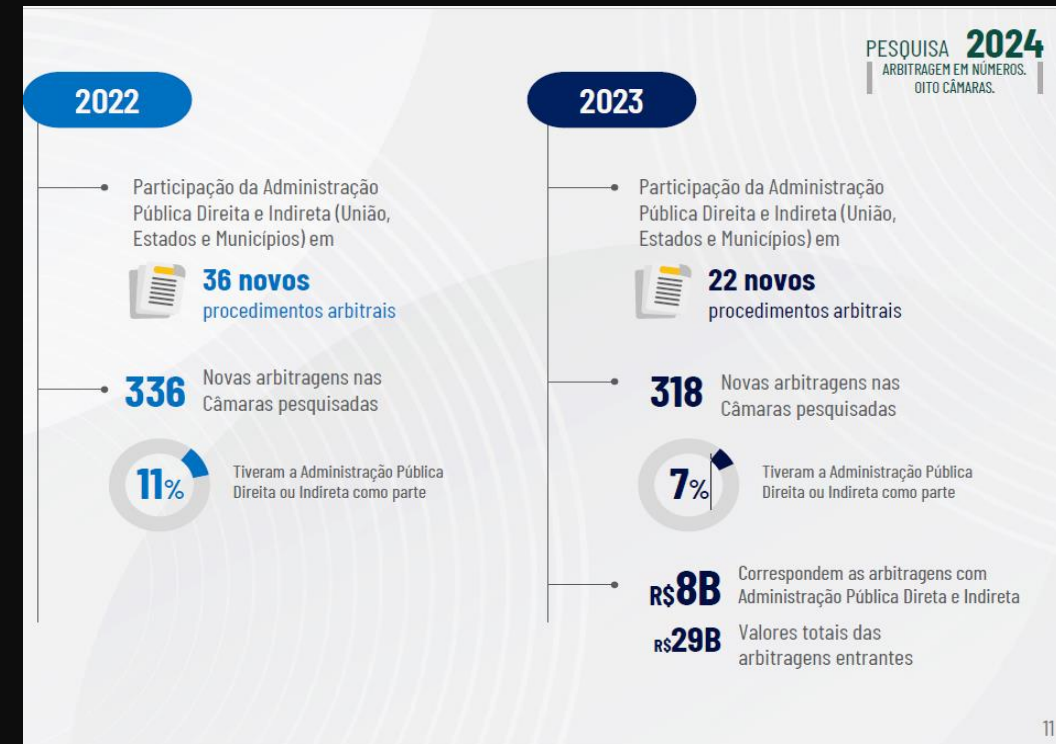 PESQUISA 2024
ARBITRAGEM EM NÚMEROS.
OITO CÂMARAS.
2022
Participação da Administração
Pública Direita e Indireta (União,
Estados e Municípios) em
36 novos
procedimentos arbitrais
336
Novas arbitragens nas
Câmaras pesquisadas
11%
Tiveram a Administração Pública
Direita ou Indireta como parte
2023
Participação da Administração
Pública Direita e Indireta (União,
Estados e Municípios) em
22 novos
procedimentos arbitrais
318
Novas arbitragens nas
Câmaras pesquisadas
7%
Tiveram a Administração Pública
Direita ou Indireta como parte
R$8B
Correspondem as arbitragens com
Administração Pública Direta e Indireta
R$29B
Valores totais das
arbitragens entrantes
11